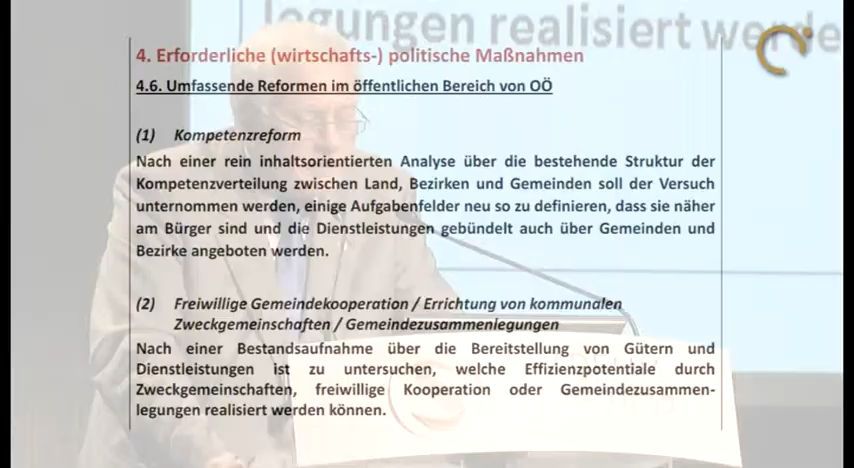 legungen realisiert werde
4. Erforderliche (wirtschafts-) politische Maßnahmen
4.6. Umfassende Reformen im öffentlichen Bereich von OÖ
(1) Kompetenzreform
Nach einer rein inhaltsorientierten Analyse über die bestehende Struktur der
Kompetenzverteilung zwischen Land, Bezirken und Gemeinden soll der Versuch
unternommen werden, einige Aufgabenfelder neu so zu definieren, dass sie näher
am Bürger sind und die Dienstleistungen gebündelt auch über Gemeinden und
Bezirke angeboten werden.
(2) Freiwillige Gemeindekooperation / Errichtung von kommunalen
Zweckgemeinschaften / Gemeindezusammenlegungen
Nach einer Bestandsaufnahme über die Bereitstellung von Gütern und
Dienstleistungen ist zu untersuchen, welche Effizienzpotentiale durch
Zweckgemeinschaften, freiwillige Kooperation oder Gemeindezusammen-
legungen realisiert werden können.